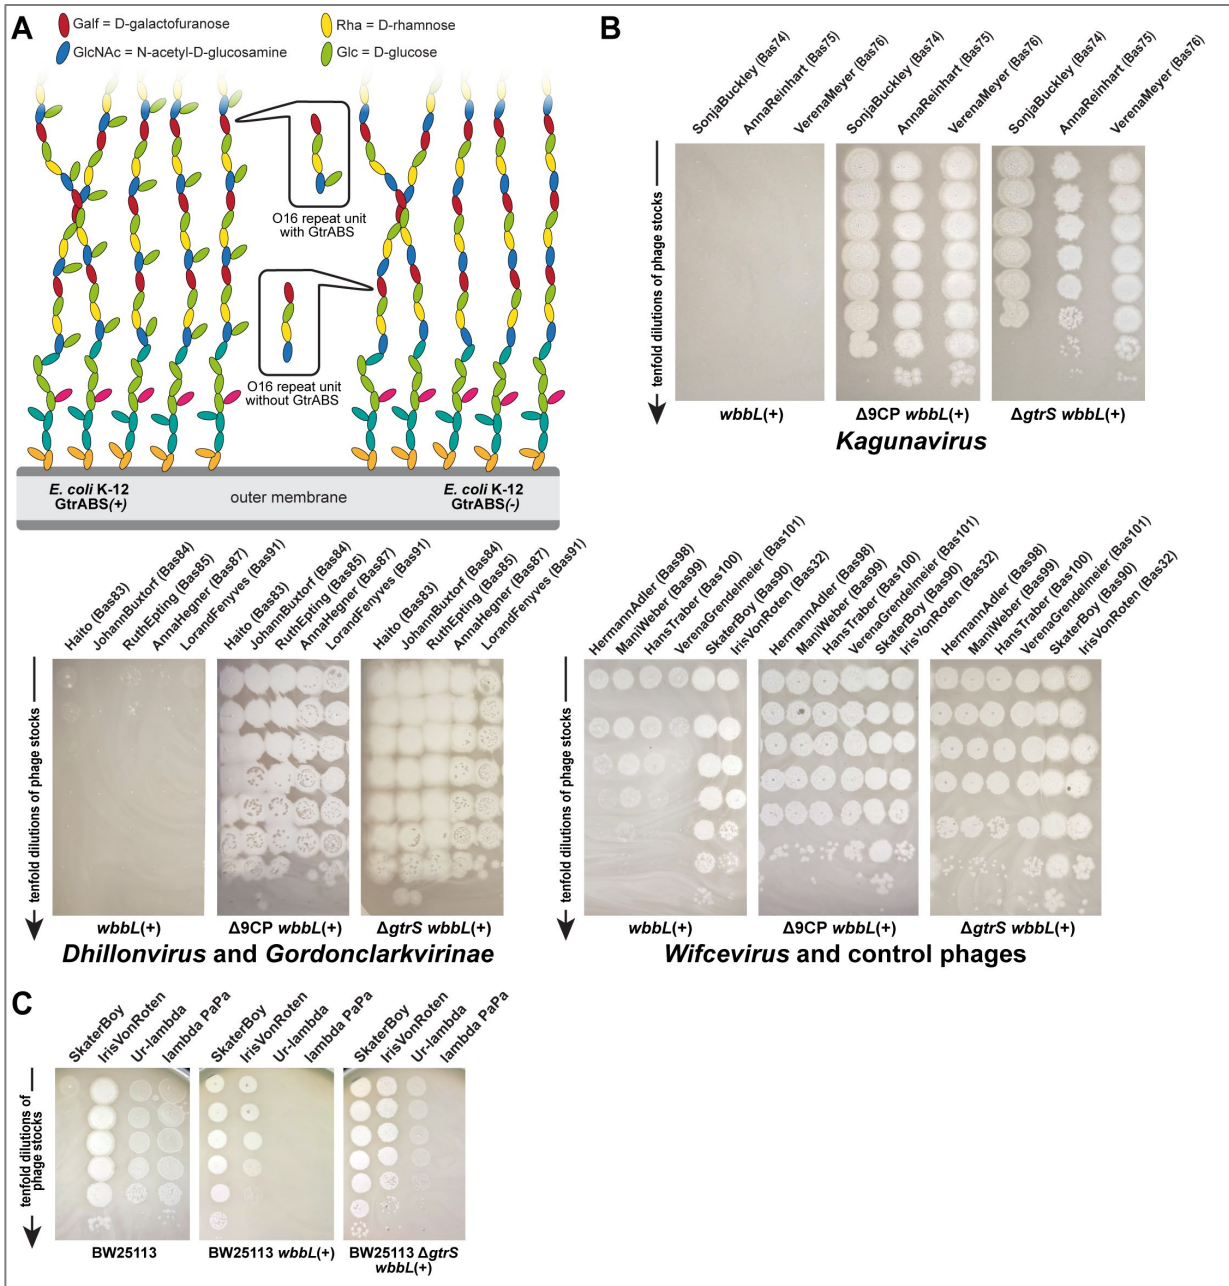 A
Galf = D-galactofuranose
Rha = D-rhamnose
GlcNAc = N-acetyl-D-glucosamine
Glc = D-glucose
O16 repeat unit
with GtrABS
O16 repeat unit
without GtrABS
E. coli K-12
GtrABS(+)
outer membrane
E. coli K-12
GtrABS(-)
B
SonjaBuckley (Bas74)
AnnaReinhart (Bas75)
VerenaMeyer (Bas76)
SonjaBuckley (Bas74)
AnnaReinhart (Bas75)
VerenaMeyer (Bas76)
SonjaBuckley (Bas74)
AnnaReinhart (Bas75)
VerenaMeyer (Bas76)
tenfold dilutions of phage stocks
wbbL(+)
Δ9CP wbbL(+)
ΔgtrS wbbL(+)
Kagunavirus
Haito (Bas83)
JohannBuxtorf (Bas84)
RuthEpting (Bas85)
AnnaHegner (Bas87)
LorandFenyves (Bas91)
Haito (Bas83)
JohannBuxtorf (Bas84)
RuthEpting (Bas85)
AnnaHegner (Bas87)
LorandFenyves (Bas91)
Haito (Bas83)
JohannBuxtorf (Bas84)
RuthEpting (Bas85)
AnnaHegner (Bas87)
LorandFenyves (Bas91)
tenfold dilutions of phage stocks
wbbL(+)
Δ9CP wbbL(+)
ΔgtrS wbbL(+)
Dhillonvirus and Gordonclarkvirinae
HermannAdler (Bas98)
ManiWeber (Bas99)
HansTraber (Bas100)
VerenaGrendelmeier (Bas101)
SkaterBoy (Bas90)
IrisVonRoten (Bas32)
HermannAdler (Bas98)
ManiWeber (Bas99)
HansTraber (Bas100)
VerenaGrendelmeier (Bas101)
SkaterBoy (Bas90)
IrisVonRoten (Bas32)
HermannAdler (Bas98)
ManiWeber (Bas99)
HansTraber (Bas100)
VerenaGrendelmeier (Bas101)
SkaterBoy (Bas90)
IrisVonRoten (Bas32)
tenfold dilutions of phage stocks
wbbL(+)
Δ9CP wbbL(+)
ΔgtrS wbbL(+)
Wifcevirus and control phages
C
SkaterBoy
IrisVonRoten
Ur-lambda
lambda PaPa
SkaterBoy
IrisVonRoten
Ur-lambda
lambda PaPa
SkaterBoy
IrisVonRoten
Ur-lambda
lambda PaPa
tenfold dilutions of
phage stocks
BW25113
BW25113 wbbL(+)
BW25113 ΔgtrS
wbbL(+)